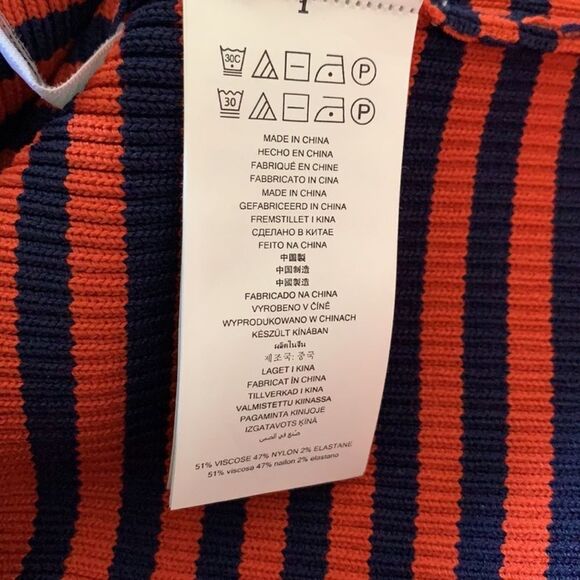 1
30C P
30 P
MADE IN CHINA
HECHO EN CHINA
FABRIQUÉ EN CHINE
FABBRICATO IN CINA
MADE IN CHINA
GEFABRICEERD IN CHINA
FREMSTILLET I KINA
СДЕЛАНО В КИТАЕ
FEITO NA CHINA
中国製
中国制造
中國製造
FABRICADO NA CHINA
VYROBENO V ČÍNĚ
WYPRODUKOWANO W CHINACH
KÉSZÜLT KÍNÁBAN
ผลิตในจีน
제조국: 중국
LAGET I KINA
FABRICAT ÎN CHINA
TILLVERKAD I KINA
VALMISTETTU KIINASSA
PAGAMINTA KINIJOJE
IZGATAVOTS ĶĪNĀ
صنع في الصين
51% VISCOSE 47% NYLON 2% ELASTANE
51% viscosa 47% nailon 2% elastano